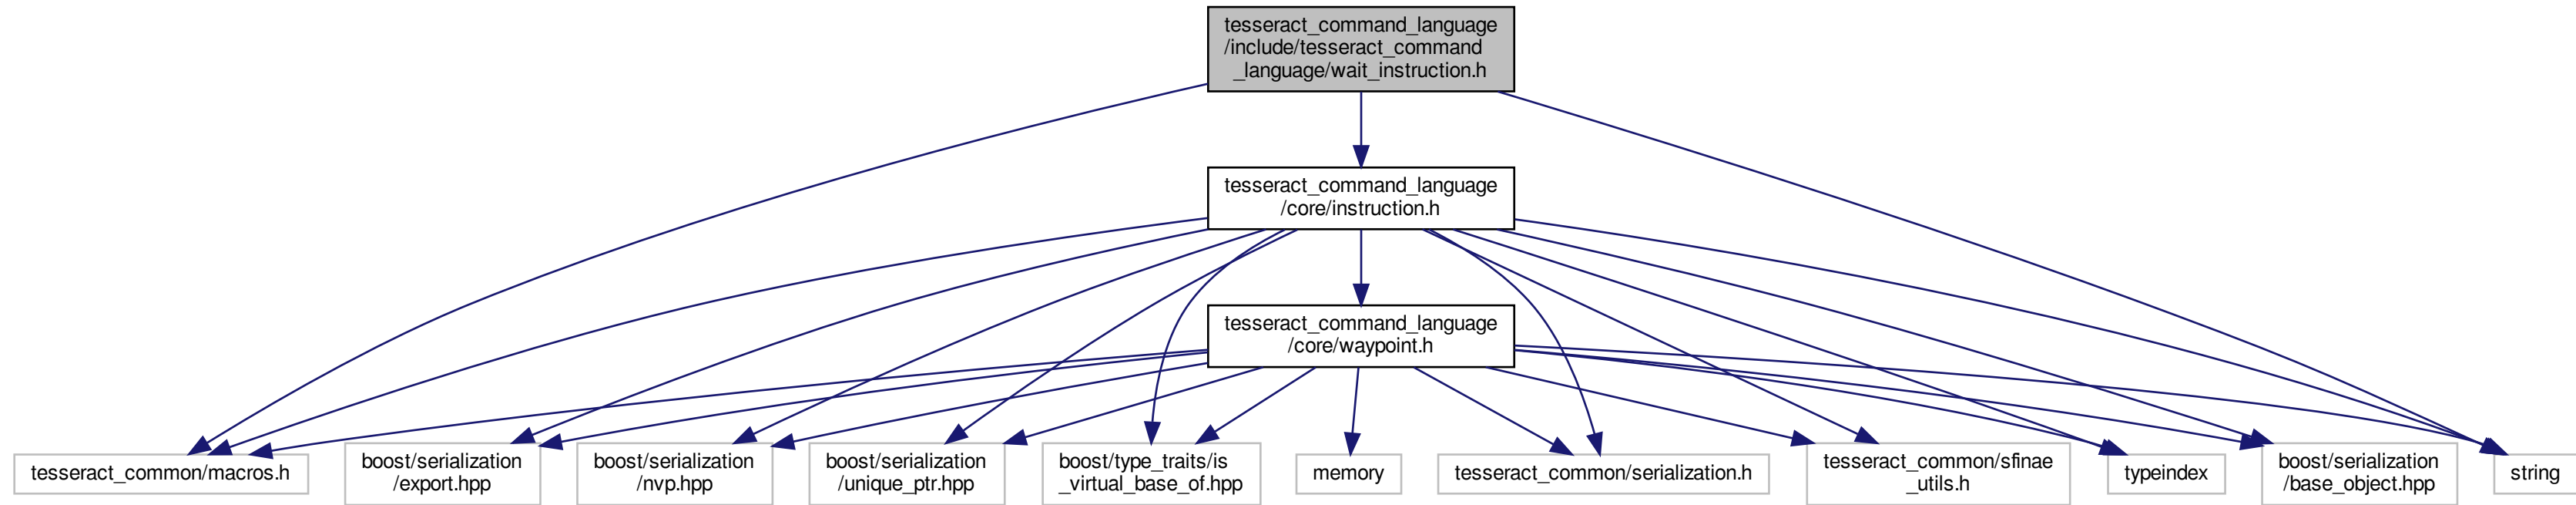 tesseract_command_language
/include/tesseract_command
_language/wait_instruction.h
tesseract_command_language
/core/instruction.h
tesseract_command_language
/core/waypoint.h
tesseract_common/macros.h
boost/serialization
/export.hpp
boost/serialization
/nvp.hpp
boost/serialization
/unique_ptr.hpp
boost/type_traits/is
_virtual_base_of.hpp
memory
tesseract_common/serialization.h
tesseract_common/sfinae
_utils.h
typeindex
boost/serialization
/base_object.hpp
string